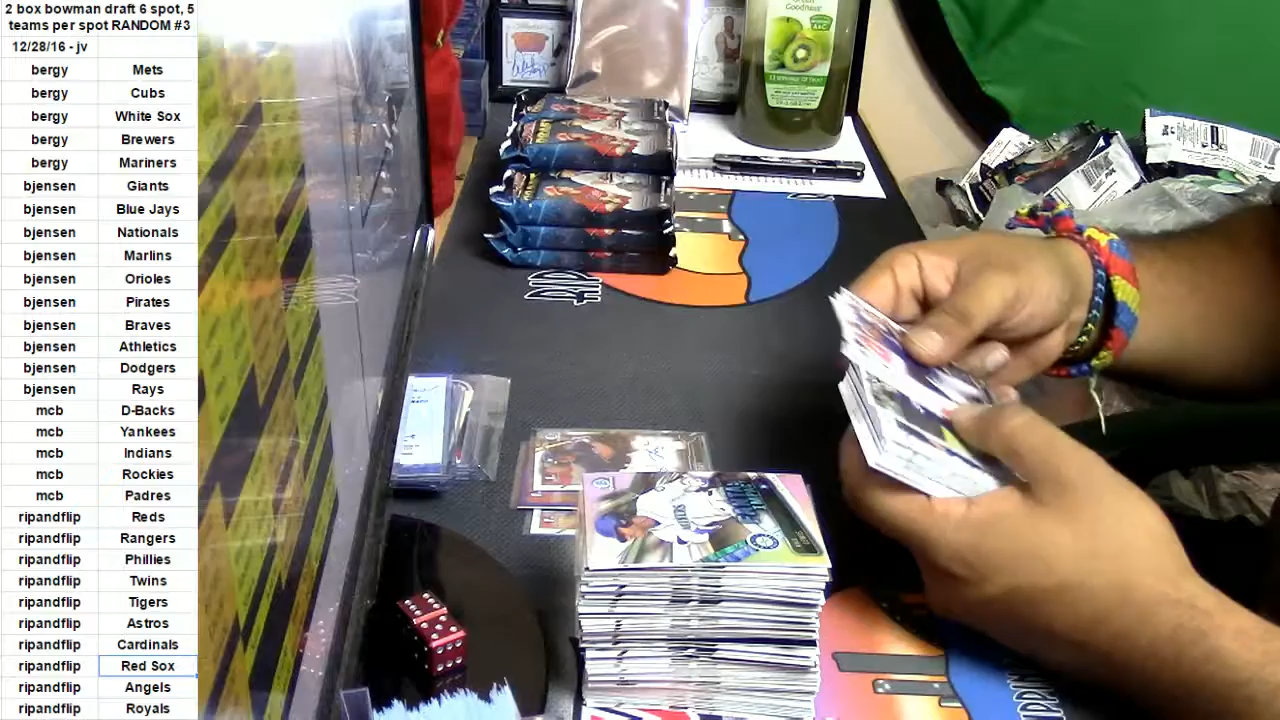 2 box bowman draft 6 spot, 5
teams per spot RANDOM #3
12/28/16 - jv
bergy Mets
bergy Cubs
bergy White Sox
bergy Brewers
bergy Mariners
bjensen Giants
bjensen Blue Jays
bjensen Nationals
bjensen Marlins
bjensen Orioles
bjensen Pirates
bjensen Braves
bjensen Athletics
bjensen Dodgers
bjensen Rays
mcb D-Backs
mcb Yankees
mcb Indians
mcb Rockies
mcb Padres
ripandflip Reds
ripandflip Rangers
ripandflip Phillies
ripandflip Twins
ripandflip Tigers
ripandflip Astros
ripandflip Cardinals
ripandflip Red Sox
ripandflip Angels
ripandflip Royals
Goodness